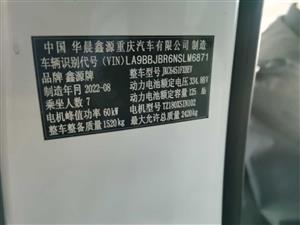 中国 华晨鑫源重庆汽车有限公司 制造
车辆识别代号(VIN)LA9BBJBR6NSLM6871
品牌 鑫源牌 整车型号 JKC6451FXBEV
制造年月 2022-08 动力电池额定电压 334.88V
乘坐人数 7 动力电池额定容量 125 Ah
电机峰值功率 60kW 电机型号 TZ180XSIN102
整车整备质量 1520kg 最大允许总质量 2420kg